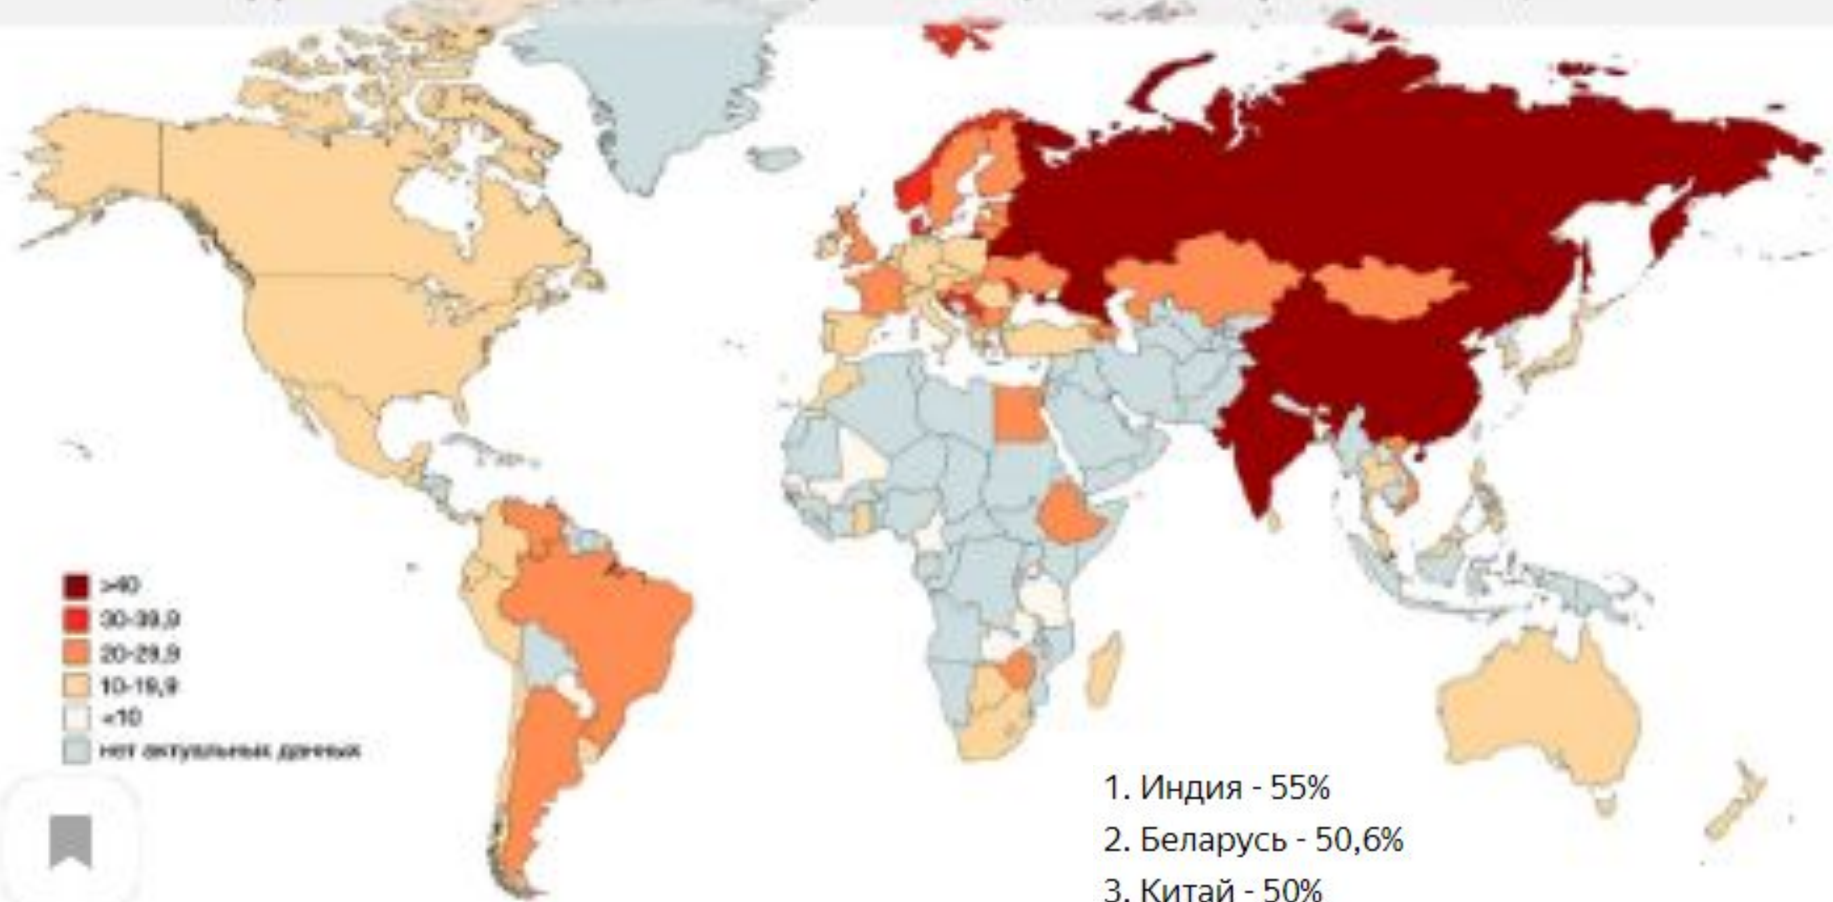 >40
30-39,9
20-29,9
10-19,9
<10
нет актуальных данных
1. Индия - 55%
2. Беларусь - 50,6%
3. Китай - 50%